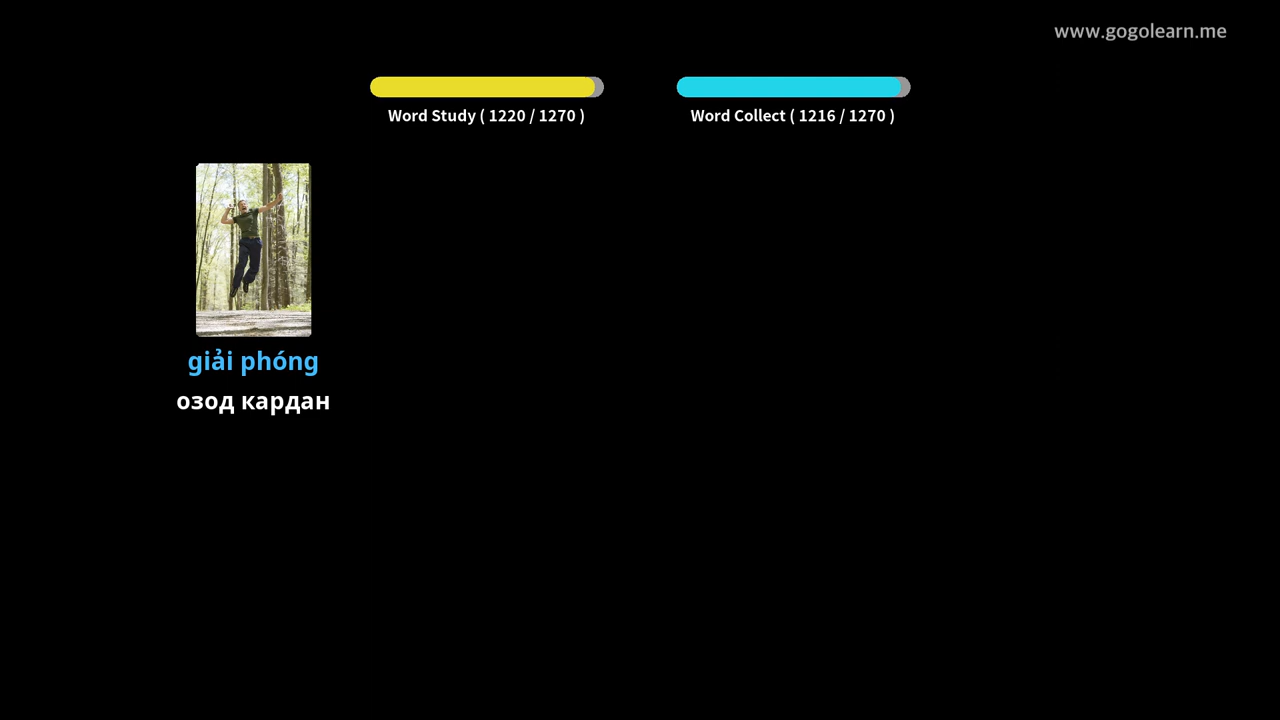 www.gogolearn.me
Word Study ( 1220 / 1270 )
Word Collect ( 1216 / 1270 )
giải phóng
озод кардан